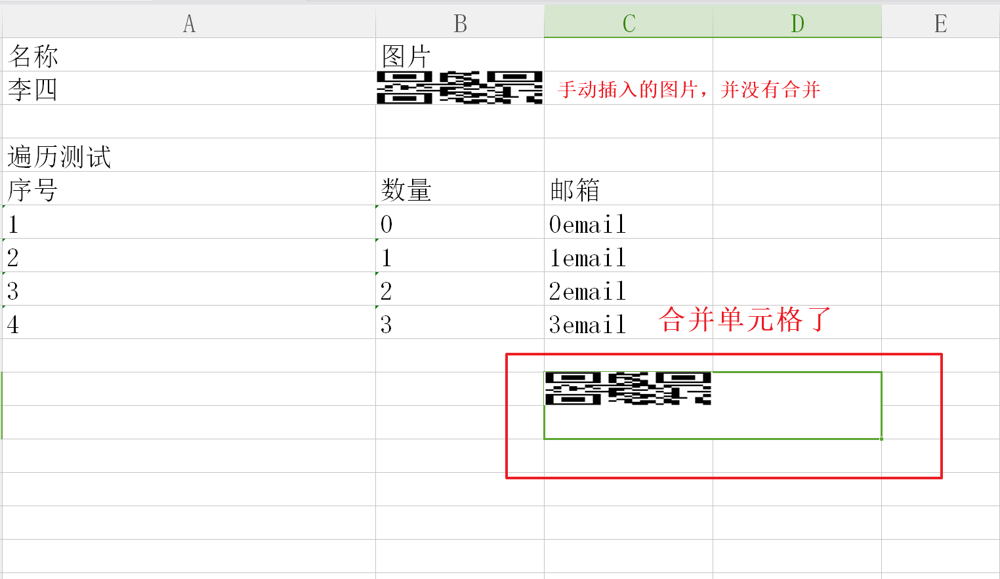 A B C D E
名称 图片
李四 手动插入的图片，并没有合并
遍历测试
序号 数量 邮箱
1 0 0email
2 1 1email
3 2 2email
4 3 3email 合并单元格了